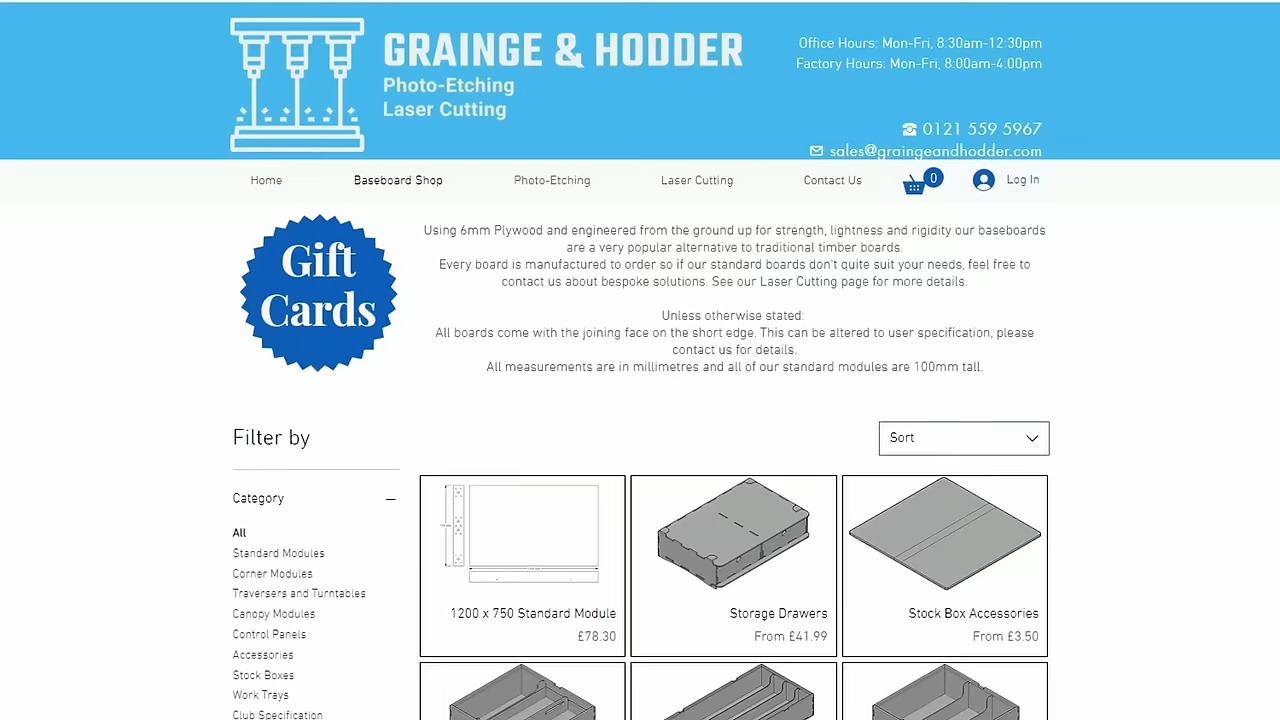 GRAINGE & HODDER
Photo-Etching
Laser Cutting
Office Hours: Mon-Fri, 8:30am-12:30pm
Factory Hours: Mon-Fri, 8:00am-4:00pm
0121 559 5967
sales@graingeandhodder.com
Home
Baseboard Shop
Photo-Etching
Laser Cutting
Contact Us
0
Log In
Gift
Cards
Using 6mm Plywood and engineered from the ground up for strength, lightness and rigidity our baseboards
are a very popular alternative to traditional timber boards.
Every board is manufactured to order so if our standard boards don't quite suit your needs, feel free to
contact us about bespoke solutions. See our Laser Cutting page for more details.
Unless otherwise stated:
All boards come with the joining face on the short edge. This can be altered to user specification, please
contact us for details.
All measurements are in millimetres and all of our standard modules are 100mm tall.
Filter by
Sort
Category
All
Standard Modules
Corner Modules
Traversers and Turntables
Canopy Modules
Control Panels
Accessories
Stock Boxes
Work Trays
Club Specification
1200 x 750 Standard Module
£78.30
Storage Drawers
From £41.99
Stock Box Accessories
From £3.50